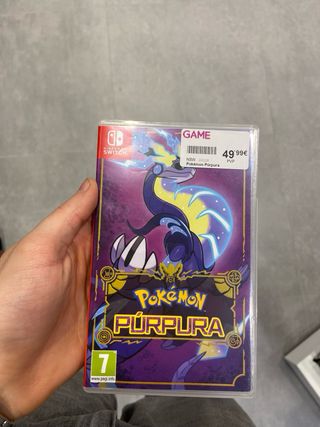 GAME
49'99€
PVP
NSW
Pokémon Púrpura
NINTENDO
SWITCH
POKÉMON
PÚRPURA
7
www.pegi.info